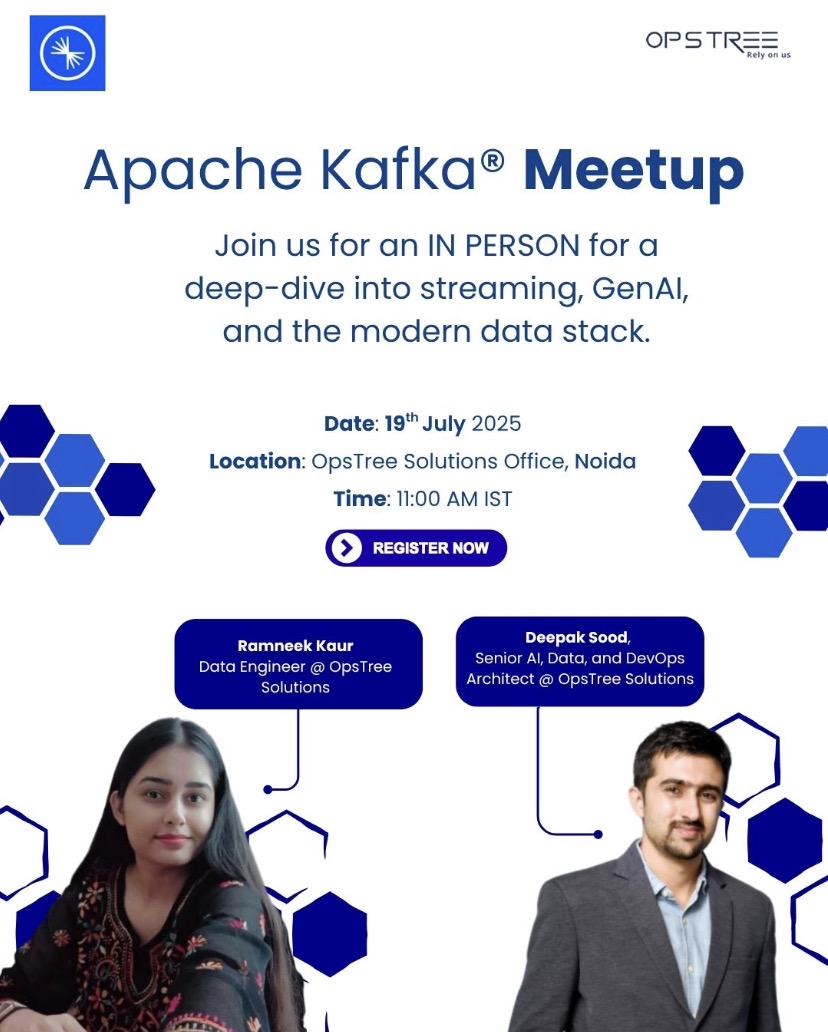 OPSTREE
Rely on us
Apache Kafka® Meetup
Join us for an IN PERSON for a
deep-dive into streaming, GenAI,
and the modern data stack.
Date: 19th July 2025
Location: OpsTree Solutions Office, Noida
Time: 11:00 AM IST
REGISTER NOW
Ramneek Kaur
Data Engineer @ OpsTree
Solutions
Deepak Sood,
Senior AI, Data, and DevOps
Architect @ OpsTree Solutions